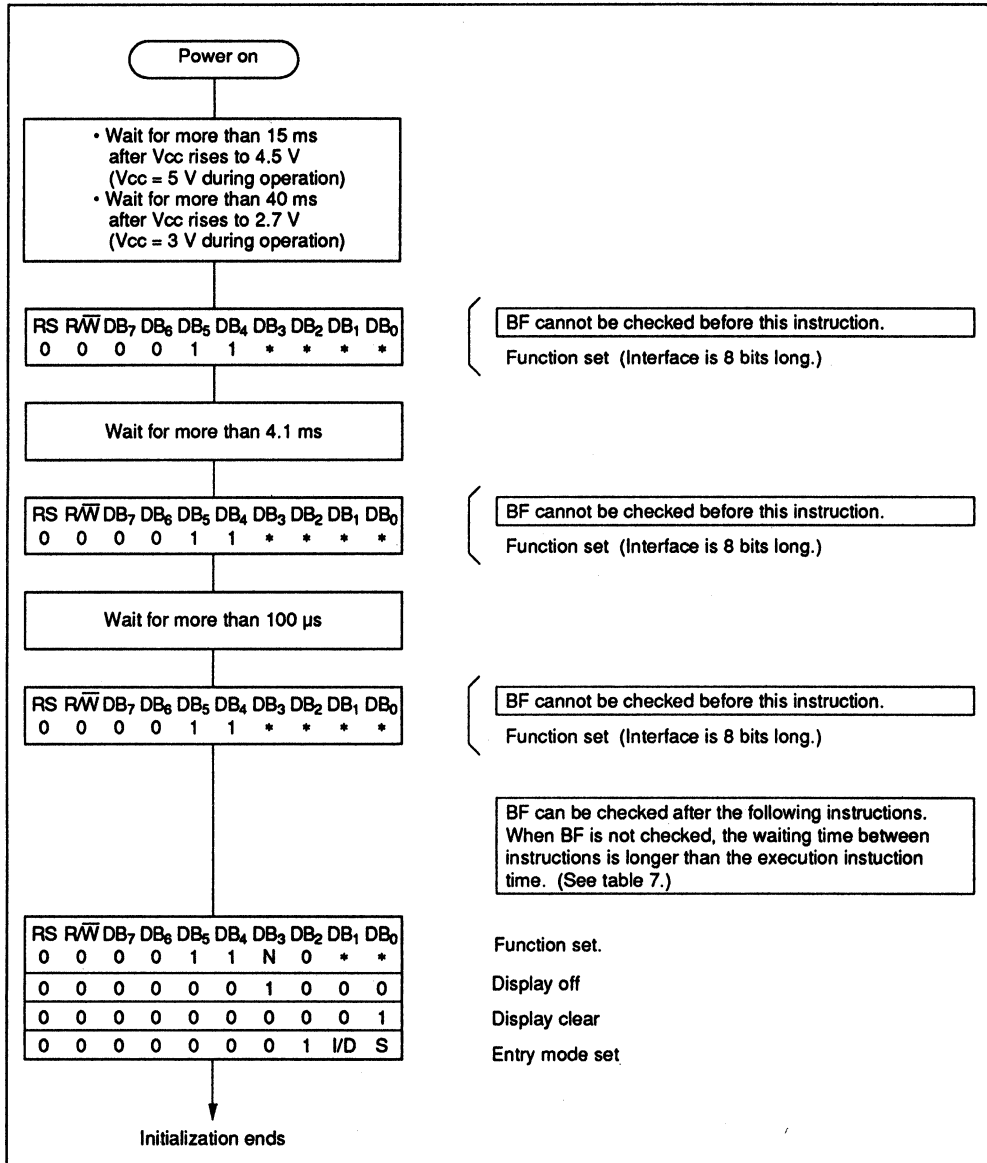 Power on
• Wait for more than 15 ms
after Vcc rises to 4.5 V
(Vcc = 5 V during operation)
• Wait for more than 40 ms
after Vcc rises to 2.7 V
(Vcc = 3 V during operation)
RS R/W̅ DB₇ DB₆ DB₅ DB₄ DB₃ DB₂ DB₁ DB₀
0 0 0 0 1 1 * * * *
BF cannot be checked before this instruction.
Function set (Interface is 8 bits long.)
Wait for more than 4.1 ms
RS R/W̅ DB₇ DB₆ DB₅ DB₄ DB₃ DB₂ DB₁ DB₀
0 0 0 0 1 1 * * * *
BF cannot be checked before this instruction.
Function set (Interface is 8 bits long.)
Wait for more than 100 µs
RS R/W̅ DB₇ DB₆ DB₅ DB₄ DB₃ DB₂ DB₁ DB₀
0 0 0 0 1 1 * * * *
BF cannot be checked before this instruction.
Function set (Interface is 8 bits long.)
BF can be checked after the following instructions.
When BF is not checked, the waiting time between
instructions is longer than the execution instuction
time. (See table 7.)
RS R/W̅ DB₇ DB₆ DB₅ DB₄ DB₃ DB₂ DB₁ DB₀
0 0 0 0 1 1 N 0 * *
Function set.
0 0 0 0 0 0 1 0 0 0
Display off
0 0 0 0 0 0 0 0 0 1
Display clear
0 0 0 0 0 0 0 1 I/D S
Entry mode set
Initialization ends